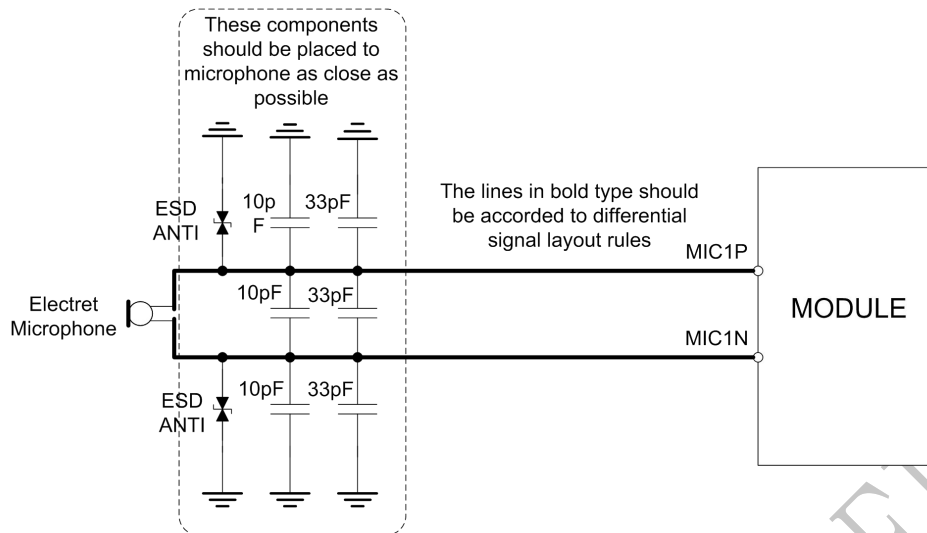 These components
should be placed to
microphone as close as
possible
10p
F
33pF
ESD
ANTI
The lines in bold type should
be accorded to differential
signal layout rules
MIC1P
Electret
Microphone
10pF
33pF
MODULE
MIC1N
10pF
33pF
ESD
ANTI